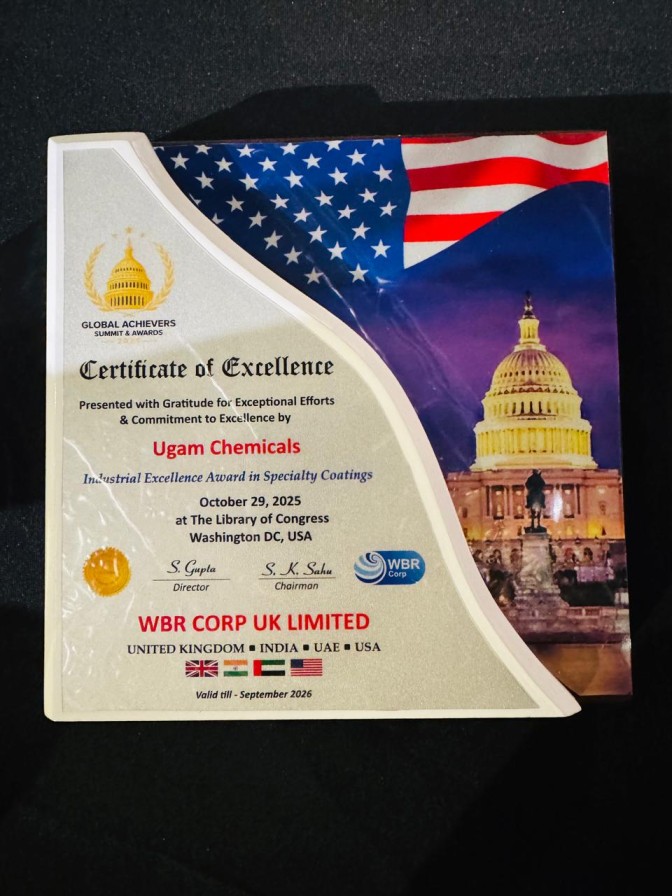 GLOBAL ACHIEVERS
SUMMIT & AWARDS
2025
Certificate of Excellence
Presented with Gratitude for Exceptional Efforts
& Commitment to Excellence by
Ugam Chemicals
Industrial Excellence Award in Specialty Coatings
October 29, 2025
at The Library of Congress
Washington DC, USA
S. Gupta
Director
S. K. Sahu
Chairman
WBR
Corp
WBR CORP UK LIMITED
UNITED KINGDOM ▪ INDIA ▪ UAE ▪ USA
Valid till - September 2026